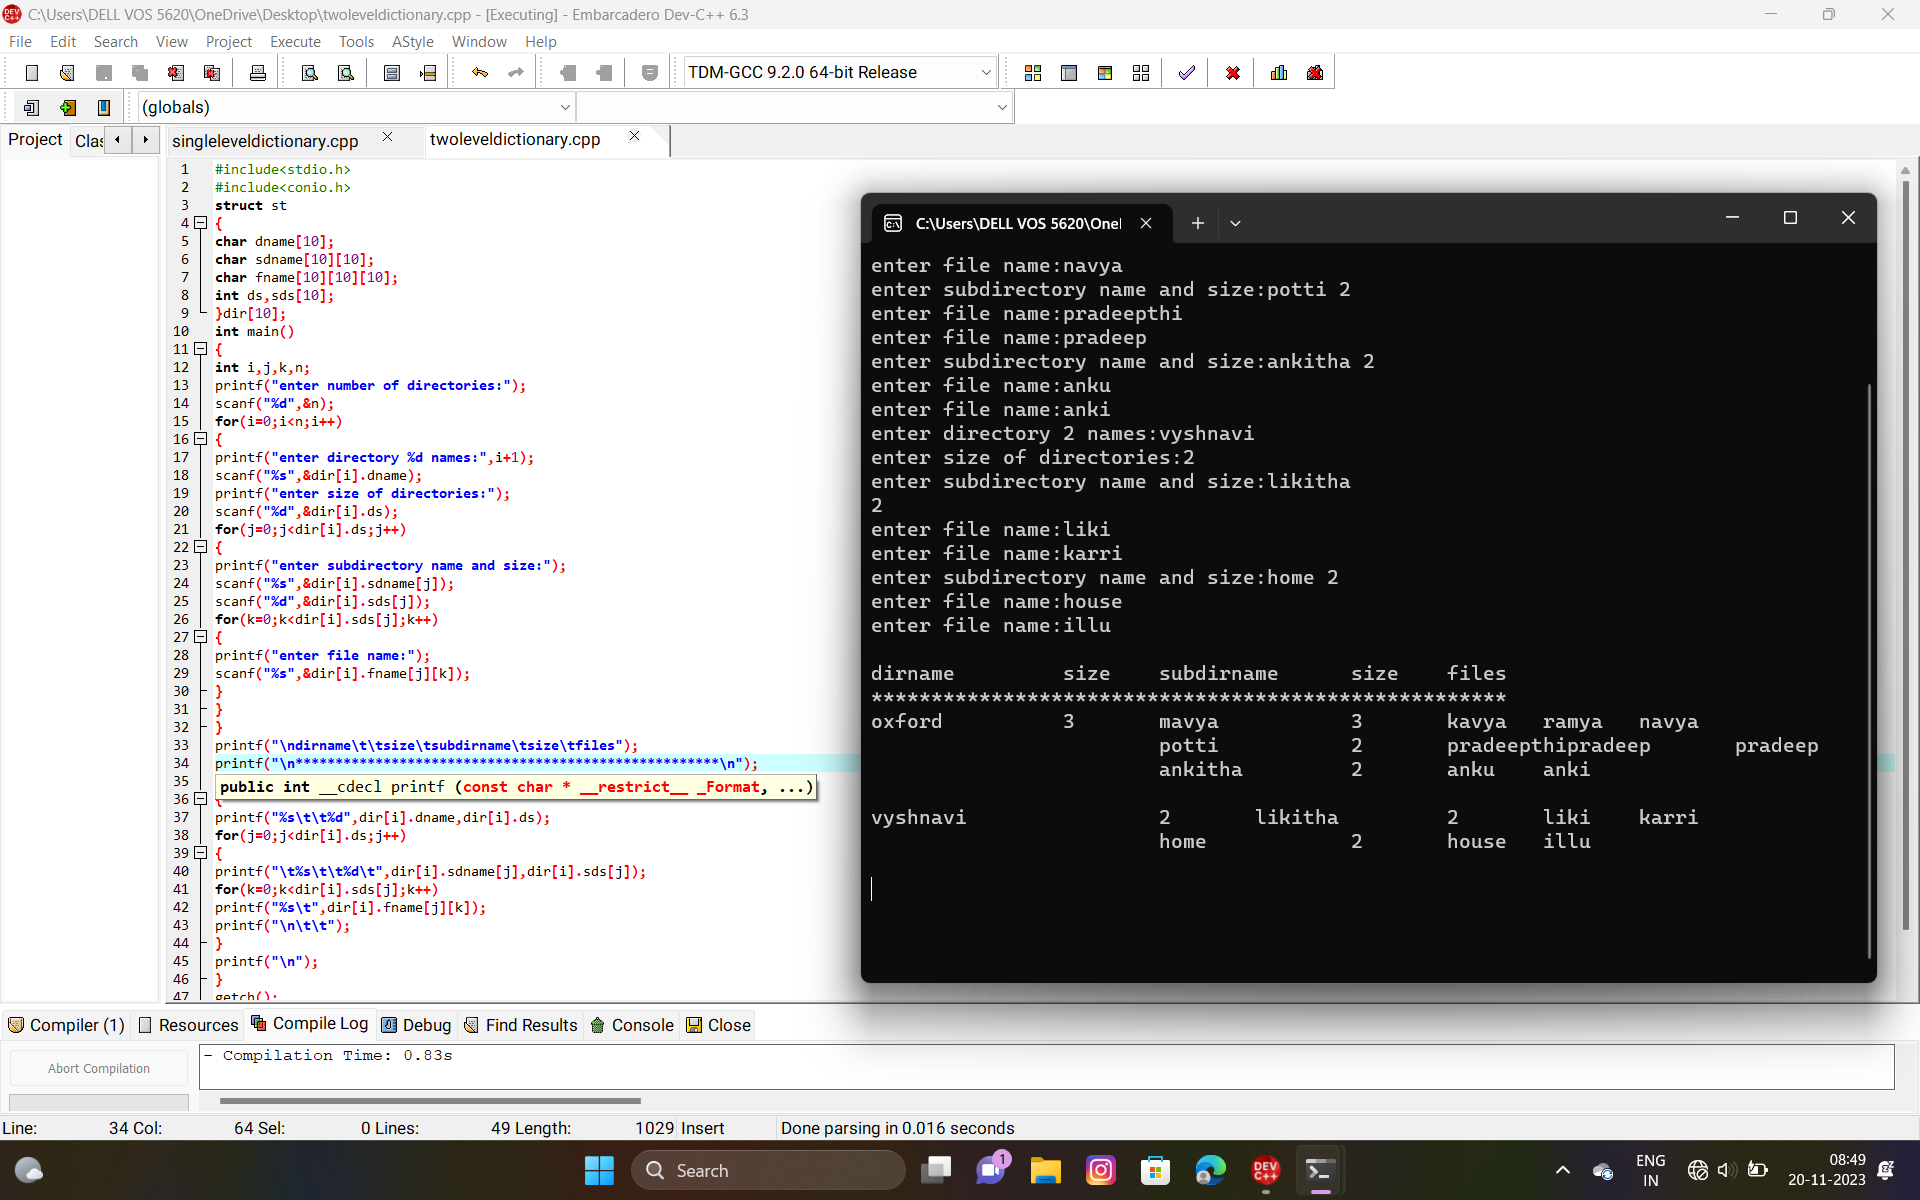 C:\Users\DELL VOS 5620\OneDrive\Desktop\twoleveldictionary.cpp - [Executing] - Embarcadero Dev-C++ 6.3
File Edit Search View Project Execute Tools AStyle Window Help
TDM-GCC 9.2.0 64-bit Release
(globals)
Project Clas singleleveldictionary.cpp twoleveldictionary.cpp
1 #include<stdio.h>
2 #include<conio.h>
3 struct st
4 {
5 char dname[10];
6 char sdname[10][10];
7 char fname[10][10][10];
8 int ds,sds[10];
9 }dir[10];
10 int main()
11 {
12 int i,j,k,n;
13 printf("enter number of directories:");
14 scanf("%d",&n);
15 for(i=0;i<n;i++)
16 {
17 printf("enter directory %d names:",i+1);
18 scanf("%s",&dir[i].dname);
19 printf("enter size of directories:");
20 scanf("%d",&dir[i].ds);
21 for(j=0;j<dir[i].ds;j++)
22 {
23 printf("enter subdirectory name and size:");
24 scanf("%s",&dir[i].sdname[j]);
25 scanf("%d",&dir[i].sds[j]);
26 for(k=0;k<dir[i].sds[j];k++)
27 {
28 printf("enter file name:");
29 scanf("%s",&dir[i].fname[j][k]);
30 }
31 }
32 }
33 printf("\ndirname\t\tsize\tsubdirname\tsize\tfiles");
34 printf("\n*****************************************************\n");
35
public int __cdecl printf (const char * __restrict__ _Format, ...)
36 {
37 printf("%s\t\t%d",dir[i].dname,dir[i].ds);
38 for(j=0;j<dir[i].ds;j++)
39 {
40 printf("\t%s\t\t%d\t",dir[i].sdname[j],dir[i].sds[j]);
41 for(k=0;k<dir[i].sds[j];k++)
42 printf("%s\t",dir[i].fname[j][k]);
43 printf("\n\t\t");
44 }
45 printf("\n");
46 }
47 getch();
C:\Users\DELL VOS 5620\OneI
enter file name:navya
enter subdirectory name and size:potti 2
enter file name:pradeepthi
enter file name:pradeep
enter subdirectory name and size:ankitha 2
enter file name:anku
enter file name:anki
enter directory 2 names:vyshnavi
enter size of directories:2
enter subdirectory name and size:likitha
2
enter file name:liki
enter file name:karri
enter subdirectory name and size:home 2
enter file name:house
enter file name:illu
dirname size subdirname size files
*****************************************************
oxford 3 mavya 3 kavya ramya navya
potti 2 pradeepthipradeep pradeep
ankitha 2 anku anki
vyshnavi 2 likitha 2 liki karri
home 2 house illu
Compiler (1) Resources Compile Log Debug Find Results Console Close
Abort Compilation
- Compilation Time: 0.83s
Line: 34 Col: 64 Sel: 0 Lines: 49 Length: 1029 Insert Done parsing in 0.016 seconds
Search
1
DEV C++
ENG
IN
08:49
20-11-2023